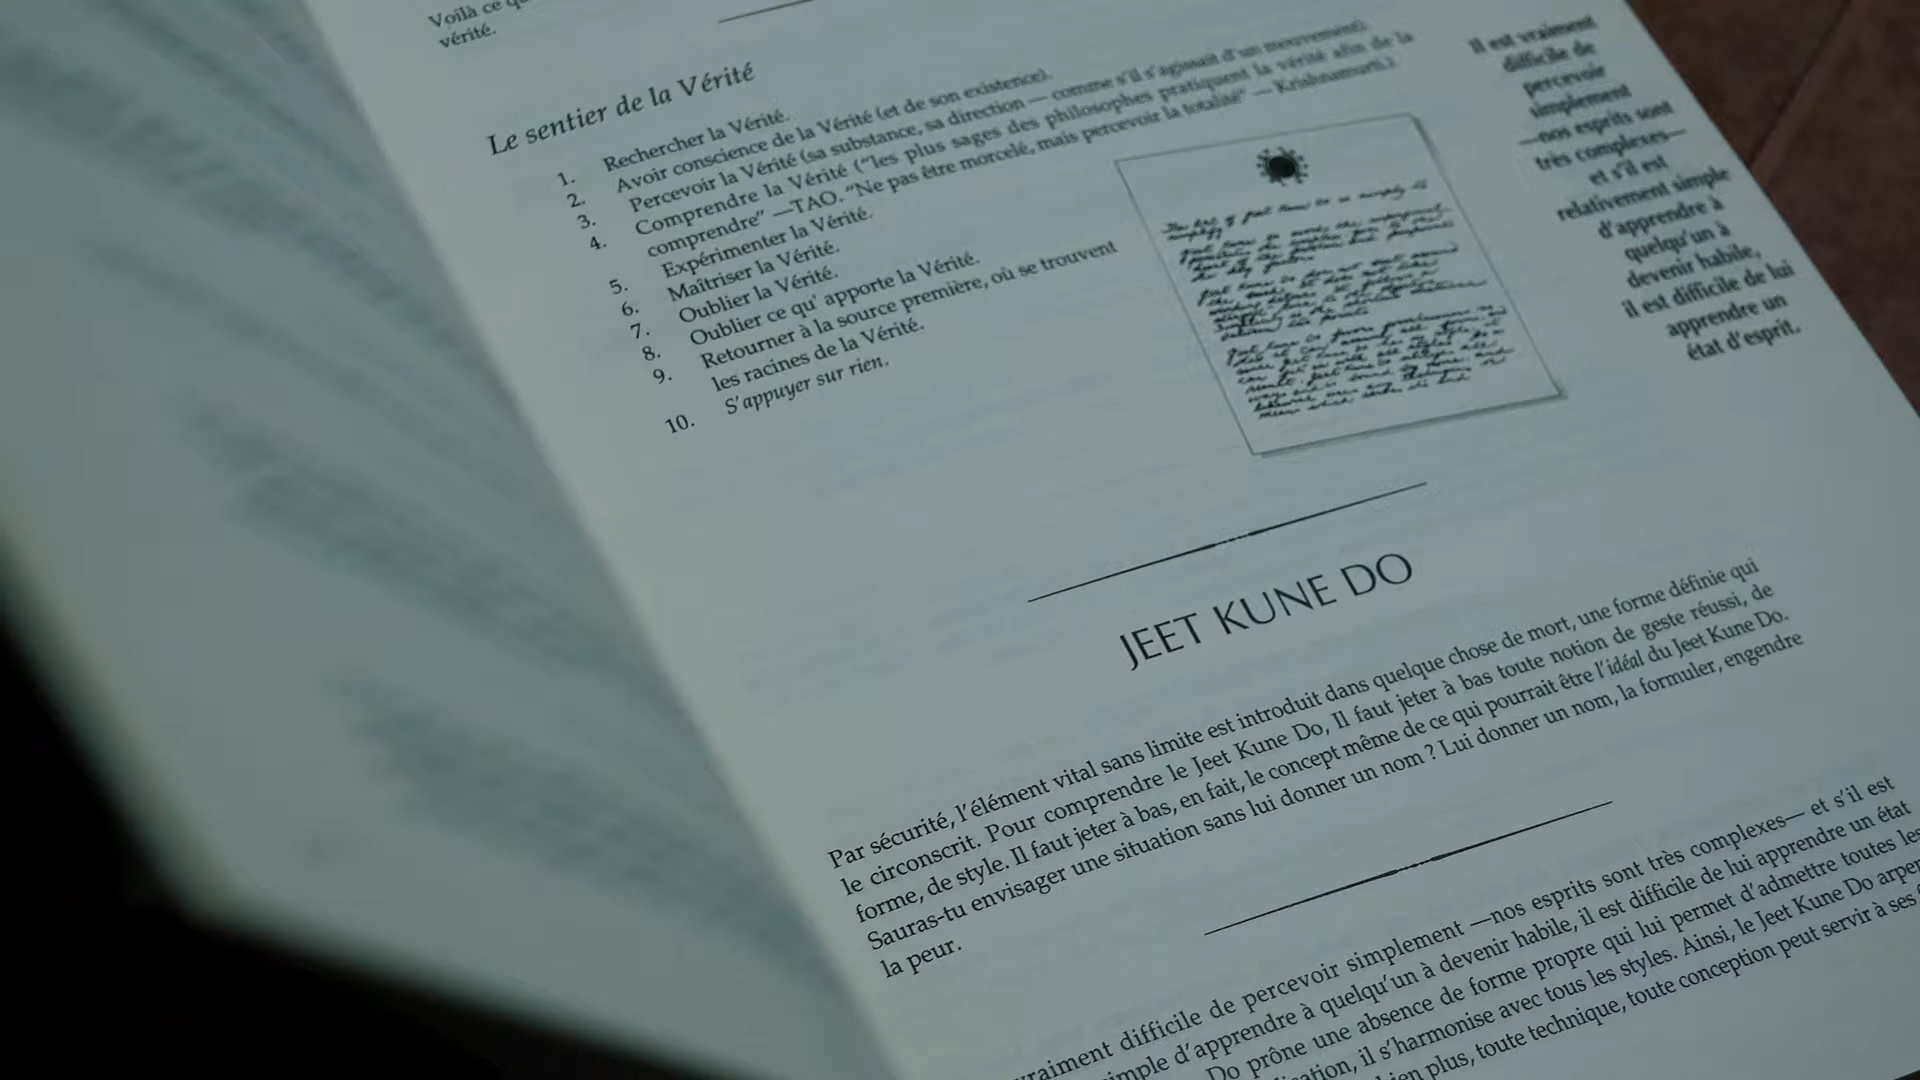 Voilà ce
vérité.
Le sentier de la Vérité
1. Rechercher la Vérité.
2. Avoir conscience de la Vérité (et de son existence).
3. Percevoir la Vérité (sa substance, sa direction — comme s'il s'agissait d'un mouvement).
4. Comprendre la Vérité ("les plus sages des philosophes pratiquent la vérité afin de la
comprendre" —TAO. "Ne pas être morcelé, mais percevoir la totalité" — Krishnamurti.)
5. Expérimenter la Vérité.
6. Maîtriser la Vérité.
7. Oublier la Vérité.
8. Oublier ce qu' apporte la Vérité.
9. Retourner à la source première, où se trouvent
les racines de la Vérité.
10. S'appuyer sur rien.
Il est vraiment
difficile de
percevoir
simplement
—nos esprits sont
très complexes—
et s'il est
relativement simple
d'apprendre à
quelqu'un à
devenir habile,
il est difficile de lui
apprendre un
état d'esprit.
JEET KUNE DO
Par sécurité, l'élément vital sans limite est introduit dans quelque chose de mort, une forme définie qui
le circonscrit. Pour comprendre le Jeet Kune Do, Il faut jeter à bas toute notion de geste réussi, de
forme, de style. Il faut jeter à bas, en fait, le concept même de ce qui pourrait être l'idéal du Jeet Kune Do.
Sauras-tu envisager une situation sans lui donner un nom ? Lui donner un nom, la formuler, engendre
la peur.
vraiment difficile de percevoir simplement —nos esprits sont très complexes— et s'il est
simple d'apprendre à quelqu'un à devenir habile, il est difficile de lui apprendre un état
Do prône une absence de forme propre qui lui permet d'admettre toutes les
il s'harmonise avec tous les styles. Ainsi, le Jeet Kune Do
plus, toute technique, toute conception peut servir à ses